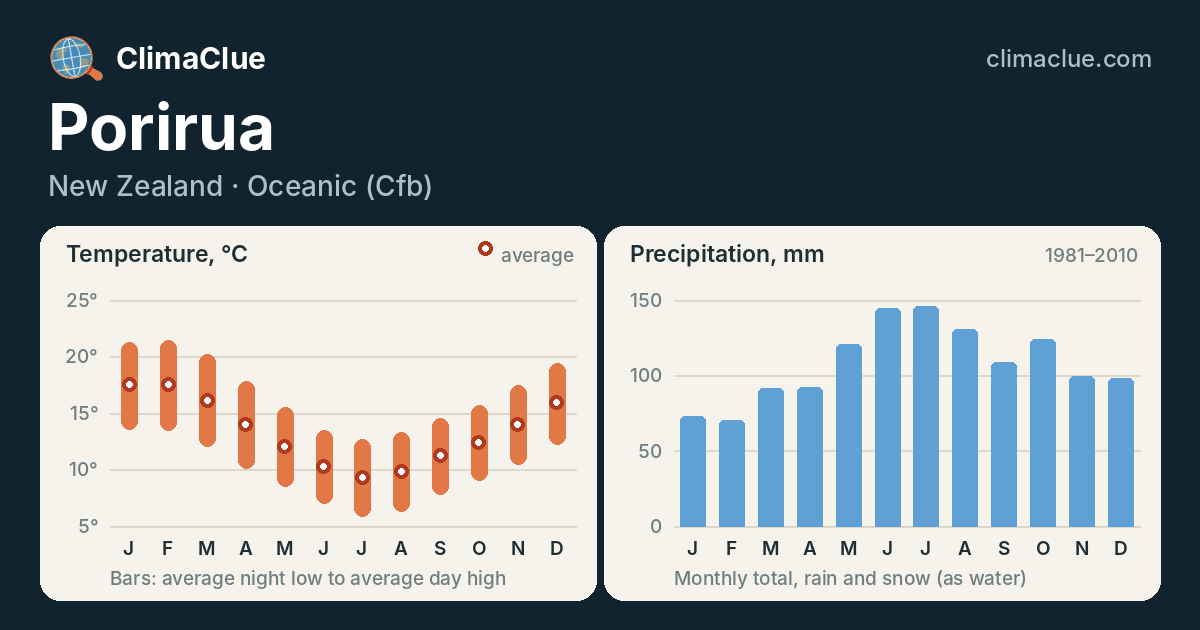 ClimaClue
climaclue.com
Porirua
New Zealand · Oceanic (Cfb)
Temperature, °C
average
25°
20°
15°
10°
5°
J F M A M J J A S O N D
Bars: average night low to average day high
Precipitation, mm
1981–2010
150
100
50
0
J F M A M J J A S O N D
Monthly total, rain and snow (as water)